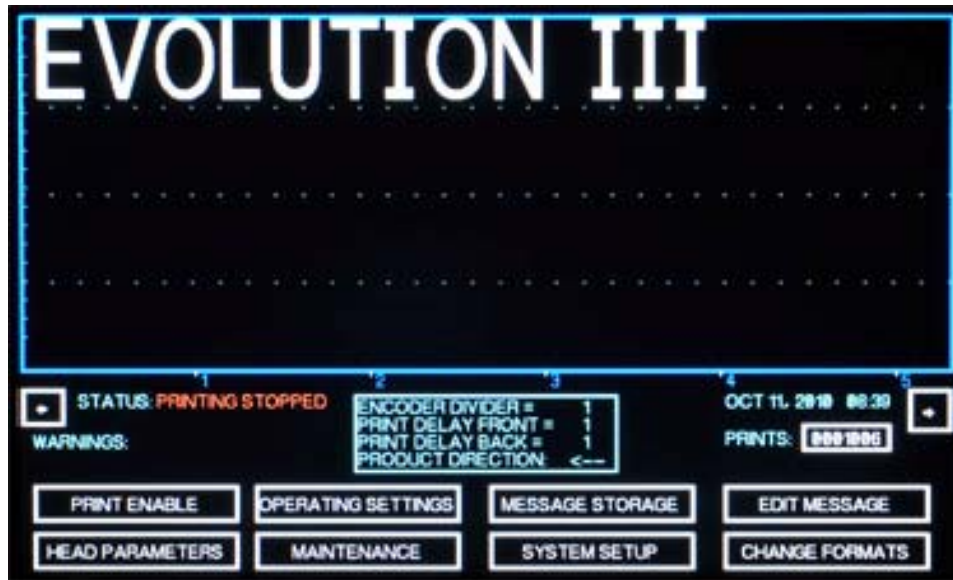 EVOLUTION III
1 2 3 4 5
STATUS: PRINTING STOPPED
WARNINGS:
ENCODER DIVIDER = 1
PRINT DELAY FRONT = 1
PRINT DELAY BACK = 1
PRODUCT DIRECTION: <--
OCT 11, 2010 08:39
PRINTS: 0001006
PRINT ENABLE OPERATING SETTINGS MESSAGE STORAGE EDIT MESSAGE
HEAD PARAMETERS MAINTENANCE SYSTEM SETUP CHANGE FORMATS